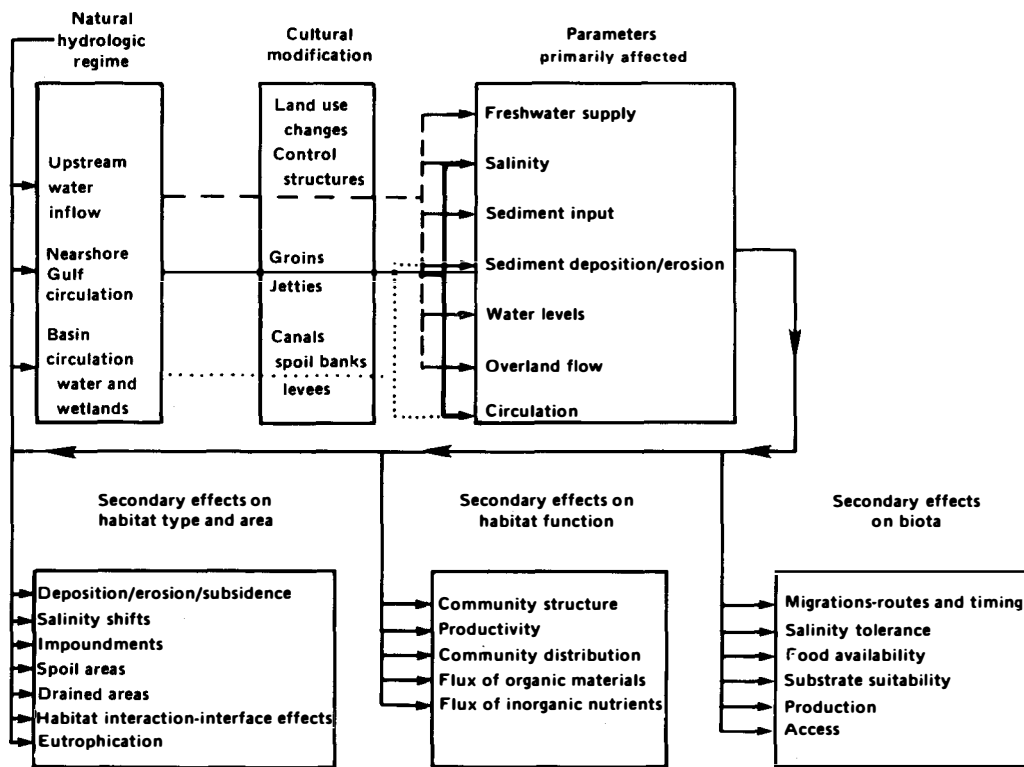 Natural
hydrologic
regime
Cultural
modification
Parameters
primarily affected
Upstream
water
inflow
Nearshore
Gulf
circulation
Basin
circulation
water and
wetlands
Land use
changes
Control
structures
Groins
Jetties
Canals
spoil banks
levees
Freshwater supply
Salinity
Sediment input
Sediment deposition/erosion
Water levels
Overland flow
Circulation
Secondary effects on
habitat type and area
Secondary effects on
habitat function
Secondary effects
on biota
Deposition/erosion/subsidence
Salinity shifts
Impoundments
Spoil areas
Drained areas
Habitat interaction-interface effects
Eutrophication
Community structure
Productivity
Community distribution
Flux of organic materials
Flux of inorganic nutrients
Migrations-routes and timing
Salinity tolerance
Food availability
Substrate suitability
Production
Access